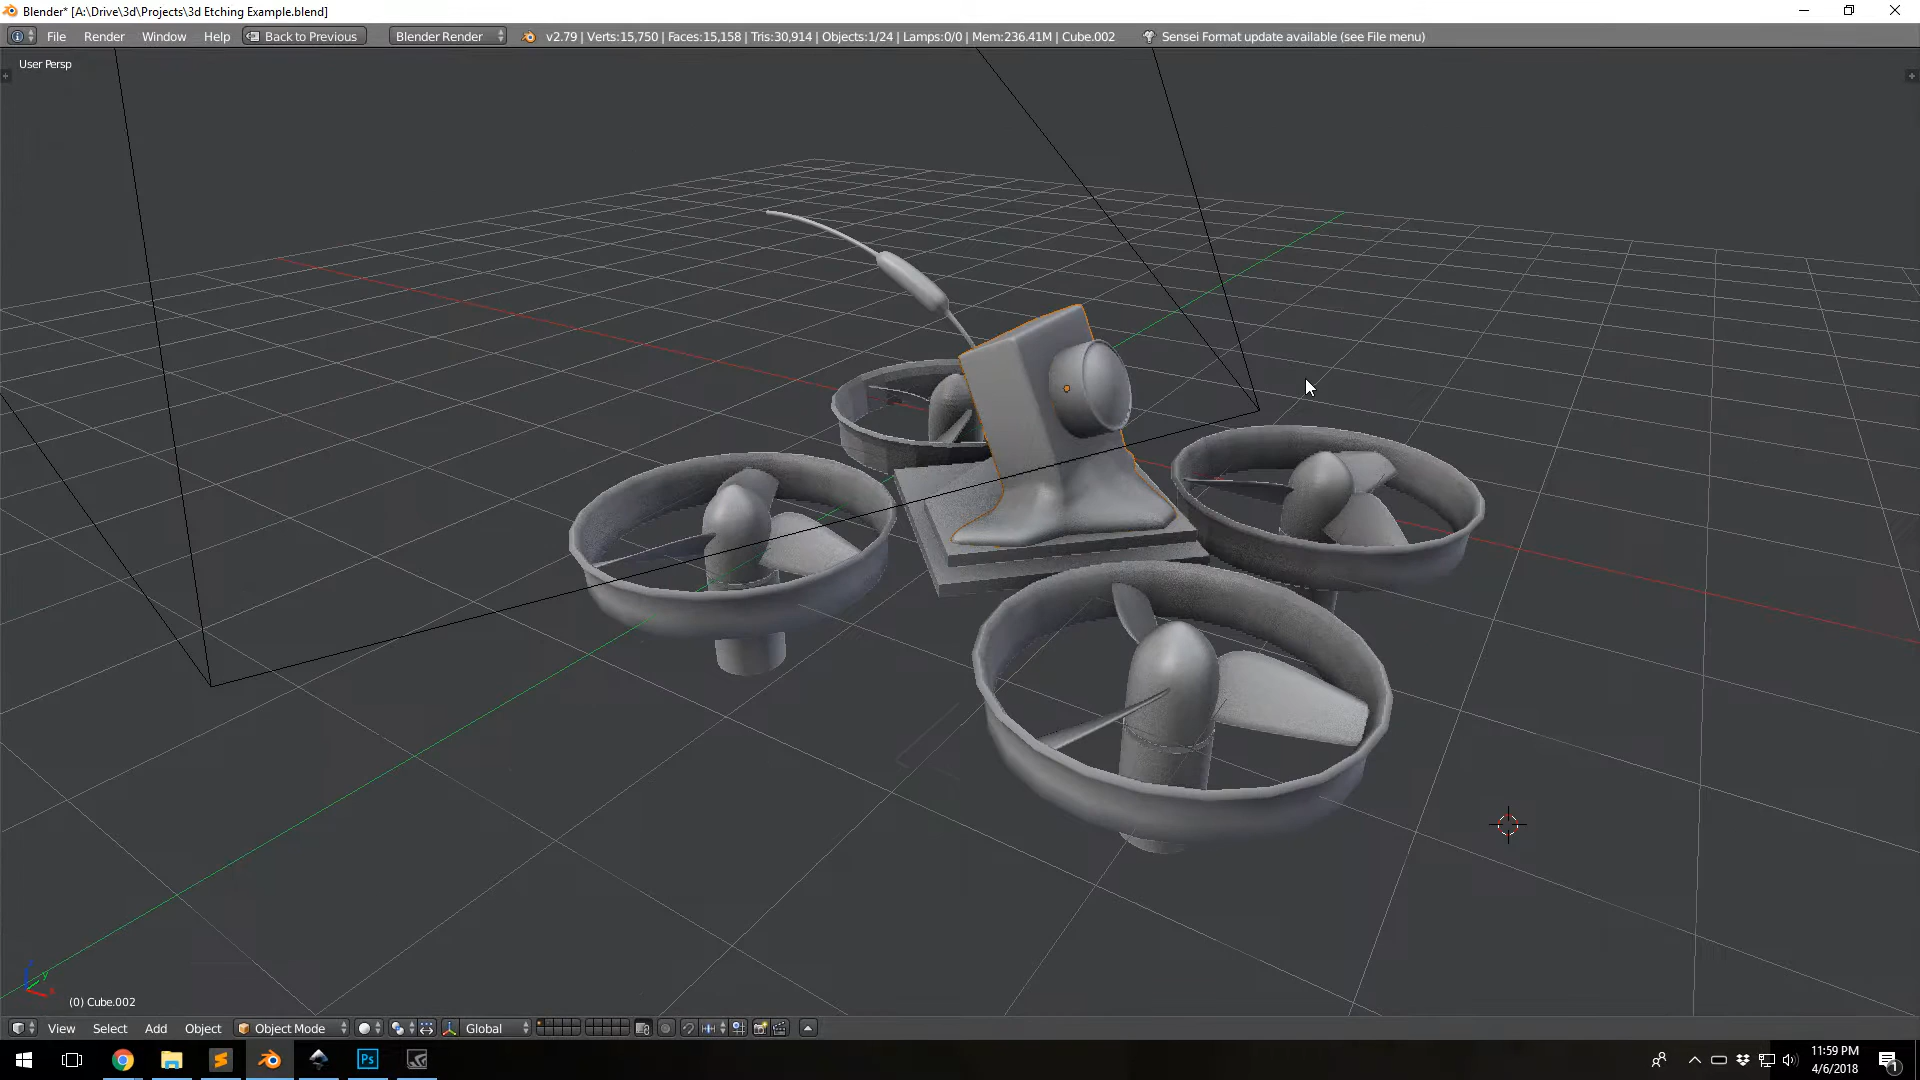 Blender* [A:\Drive\3d\Projects\3d Etching Example.blend]
File Render Window Help Back to Previous Blender Render v2.79 | Verts:15,750 | Faces:15,158 | Tris:30,914 | Objects:1/24 | Lamps:0/0 | Mem:236.41M | Cube.002 Sensei Format update available (see File menu)
User Persp
y
x
(0) Cube.002
View Select Add Object Object Mode Global
Ps
11:59 PM
4/6/2018
1